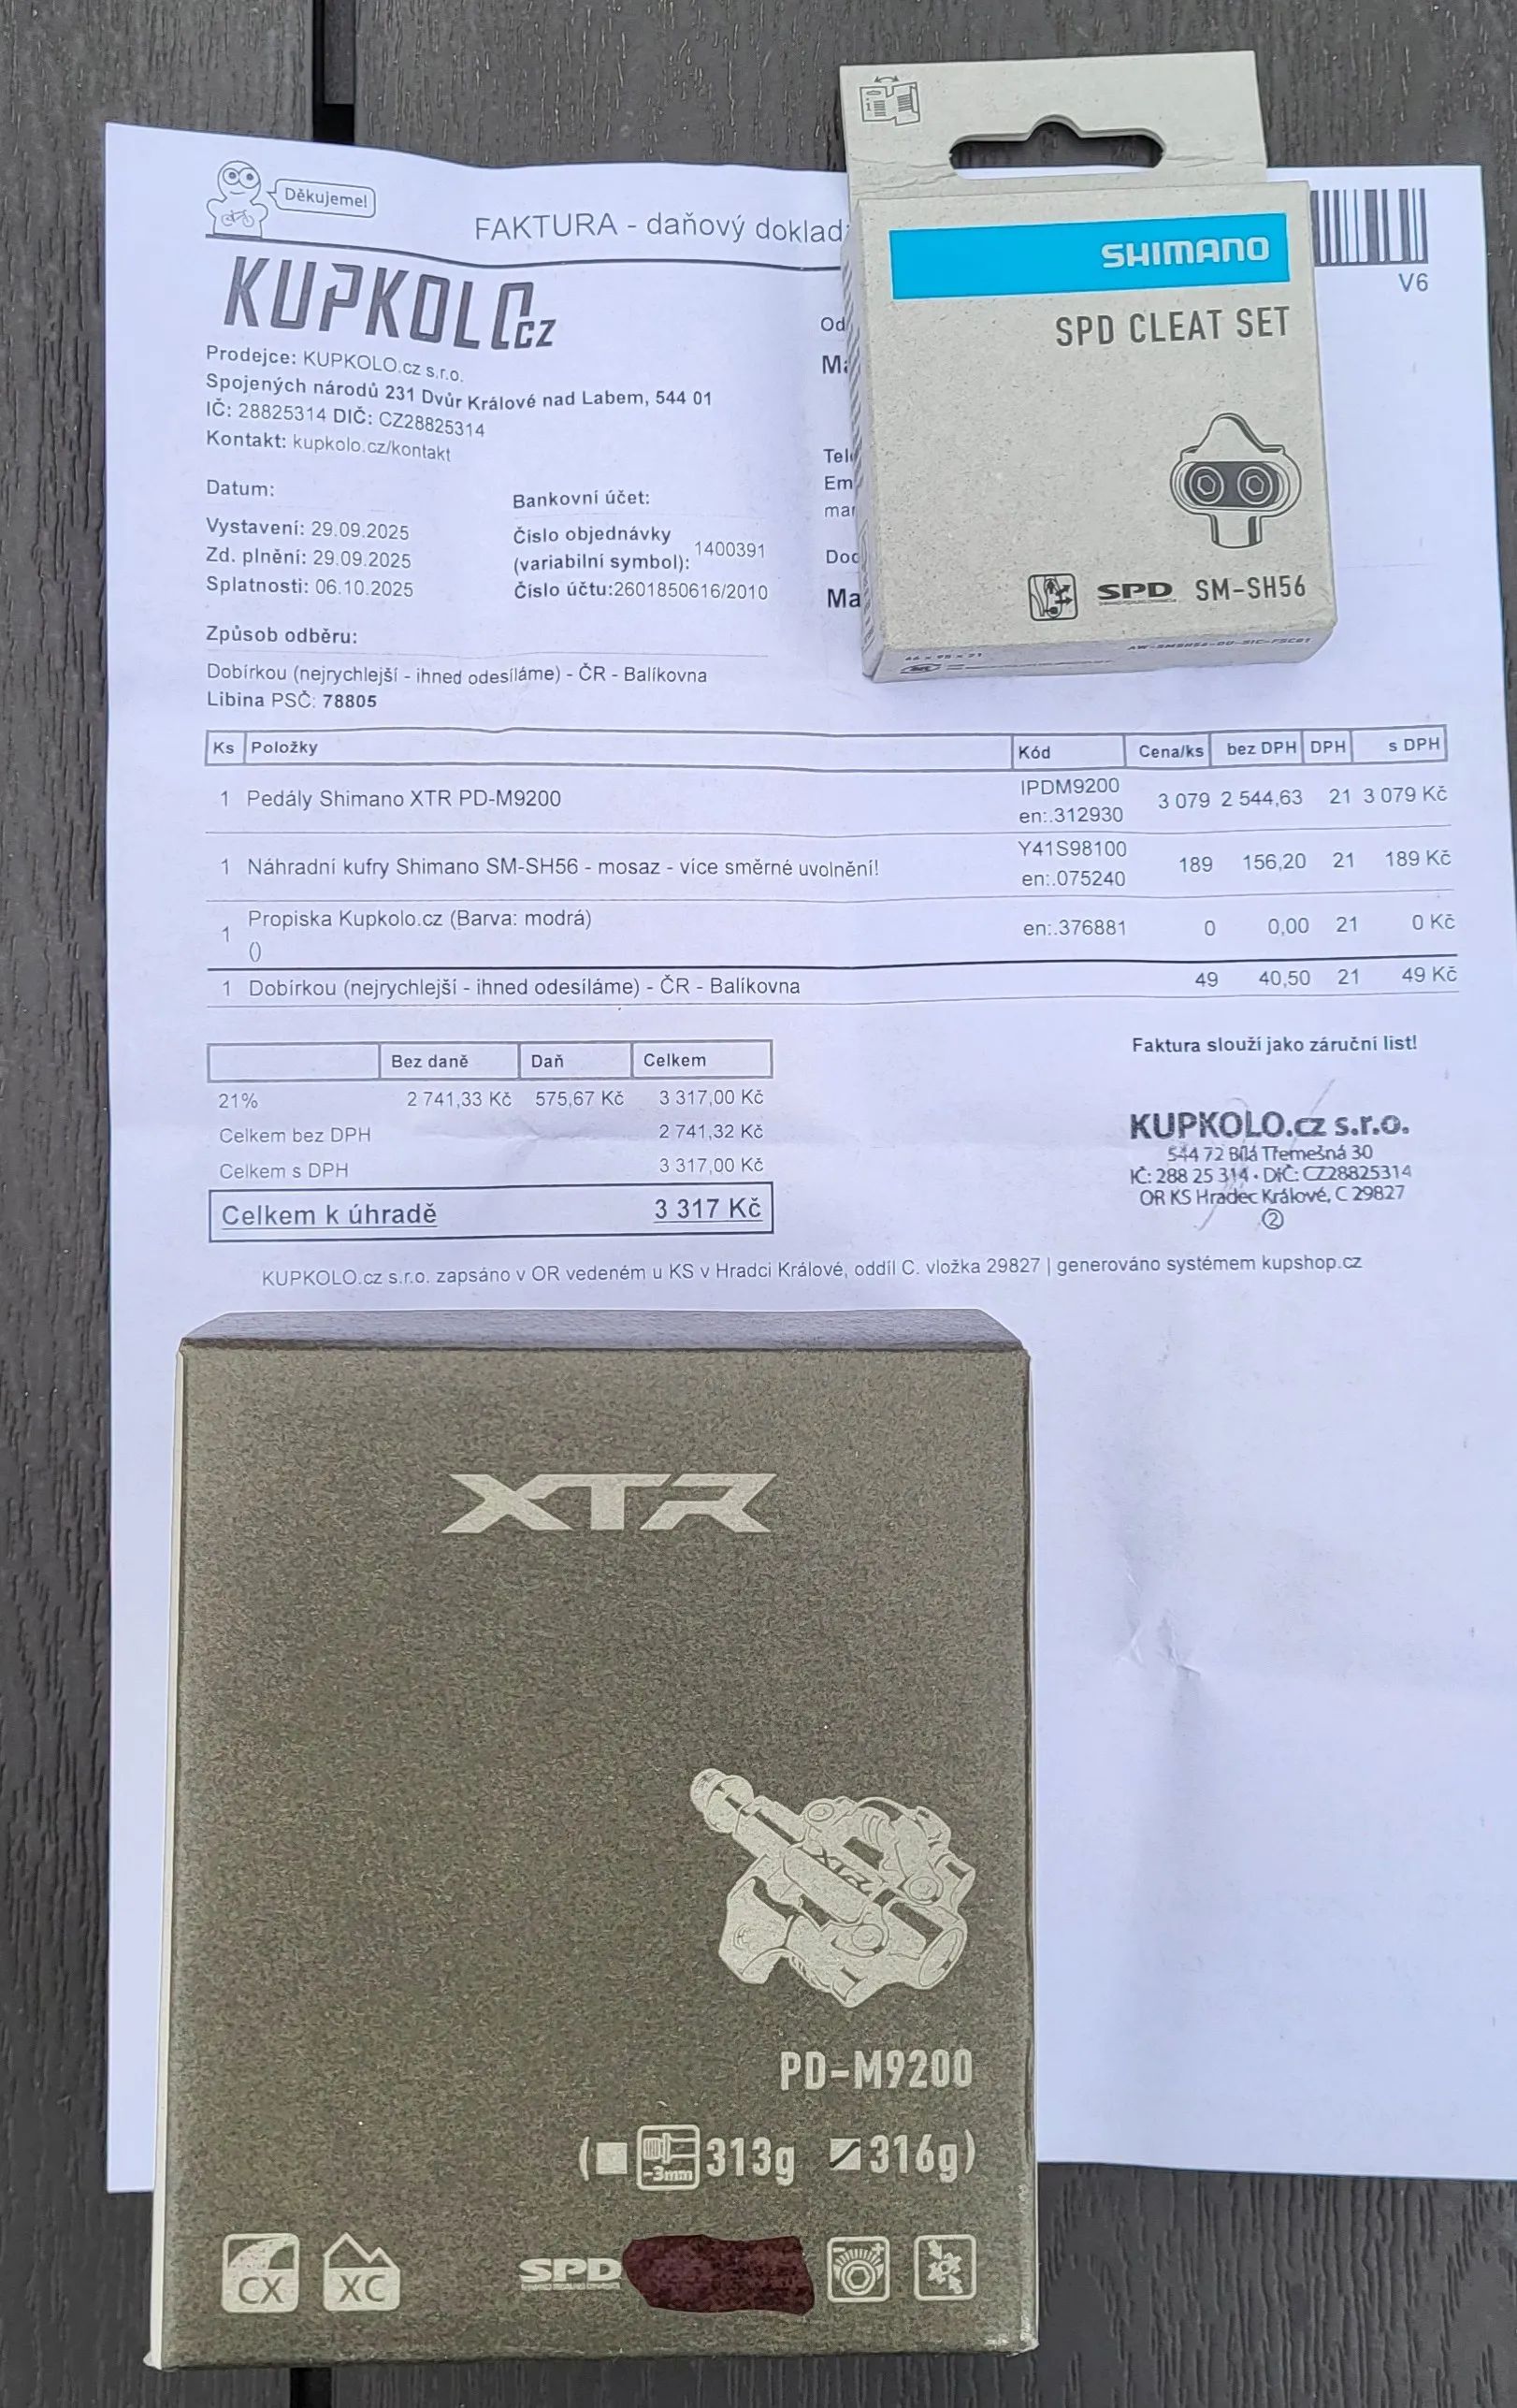 Děkujeme!
FAKTURA - daňový doklad
V6
KUPKOLO.cz
Prodejce: KUPKOLO.cz s.r.o.
Spojených národů 231 Dvůr Králové nad Labem, 544 01
IČ: 28825314 DIČ: CZ28825314
Kontakt: kupkolo.cz/kontakt
Datum:
Vystavení: 29.09.2025
Zd. plnění: 29.09.2025
Splatnosti: 06.10.2025
Bankovní účet:
Číslo objednávky
(variabilní symbol): 1400391
Číslo účtu:2601850616/2010
Způsob odběru:
Dobírkou (nejrychlejší - ihned odesíláme) - ČR - Balíkovna
Libina PSČ: 78805
SHIMANO
SPD CLEAT SET
SPD SM-SH56
Ks Položky Kód Cena/ks bez DPH DPH s DPH
1 Pedály Shimano XTR PD-M9200 IPDM9200 3 079 2 544,63 21 3 079 Kč
en:.312930
1 Náhradní kufry Shimano SM-SH56 - mosaz - více směrné uvolnění! Y41S98100 189 156,20 21 189 Kč
en:.075240
1 Propiska Kupkolo.cz (Barva: modrá) en:.376881 0 0,00 21 0 Kč
()
1 Dobírkou (nejrychlejší - ihned odesíláme) - ČR - Balíkovna 49 40,50 21 49 Kč
Bez daně Daň Celkem
21% 2 741,33 Kč 575,67 Kč 3 317,00 Kč
Celkem bez DPH 2 741,32 Kč
Celkem s DPH 3 317,00 Kč
Celkem k úhradě 3 317 Kč
Faktura slouží jako záruční list!
KUPKOLO.cz s.r.o.
544 72 Bílá Třemešná 30
IČ: 288 25 314 • DIČ: CZ28825314
OR KS Hradec Králové, C 29827
2
KUPKOLO.cz s.r.o. zapsáno v OR vedeném u KS v Hradci Králové, oddíl C. vložka 29827 | generováno systémem kupshop.cz
XTR
XTR
PD-M9200
(-3mm 313g 316g)
CX XC SPD